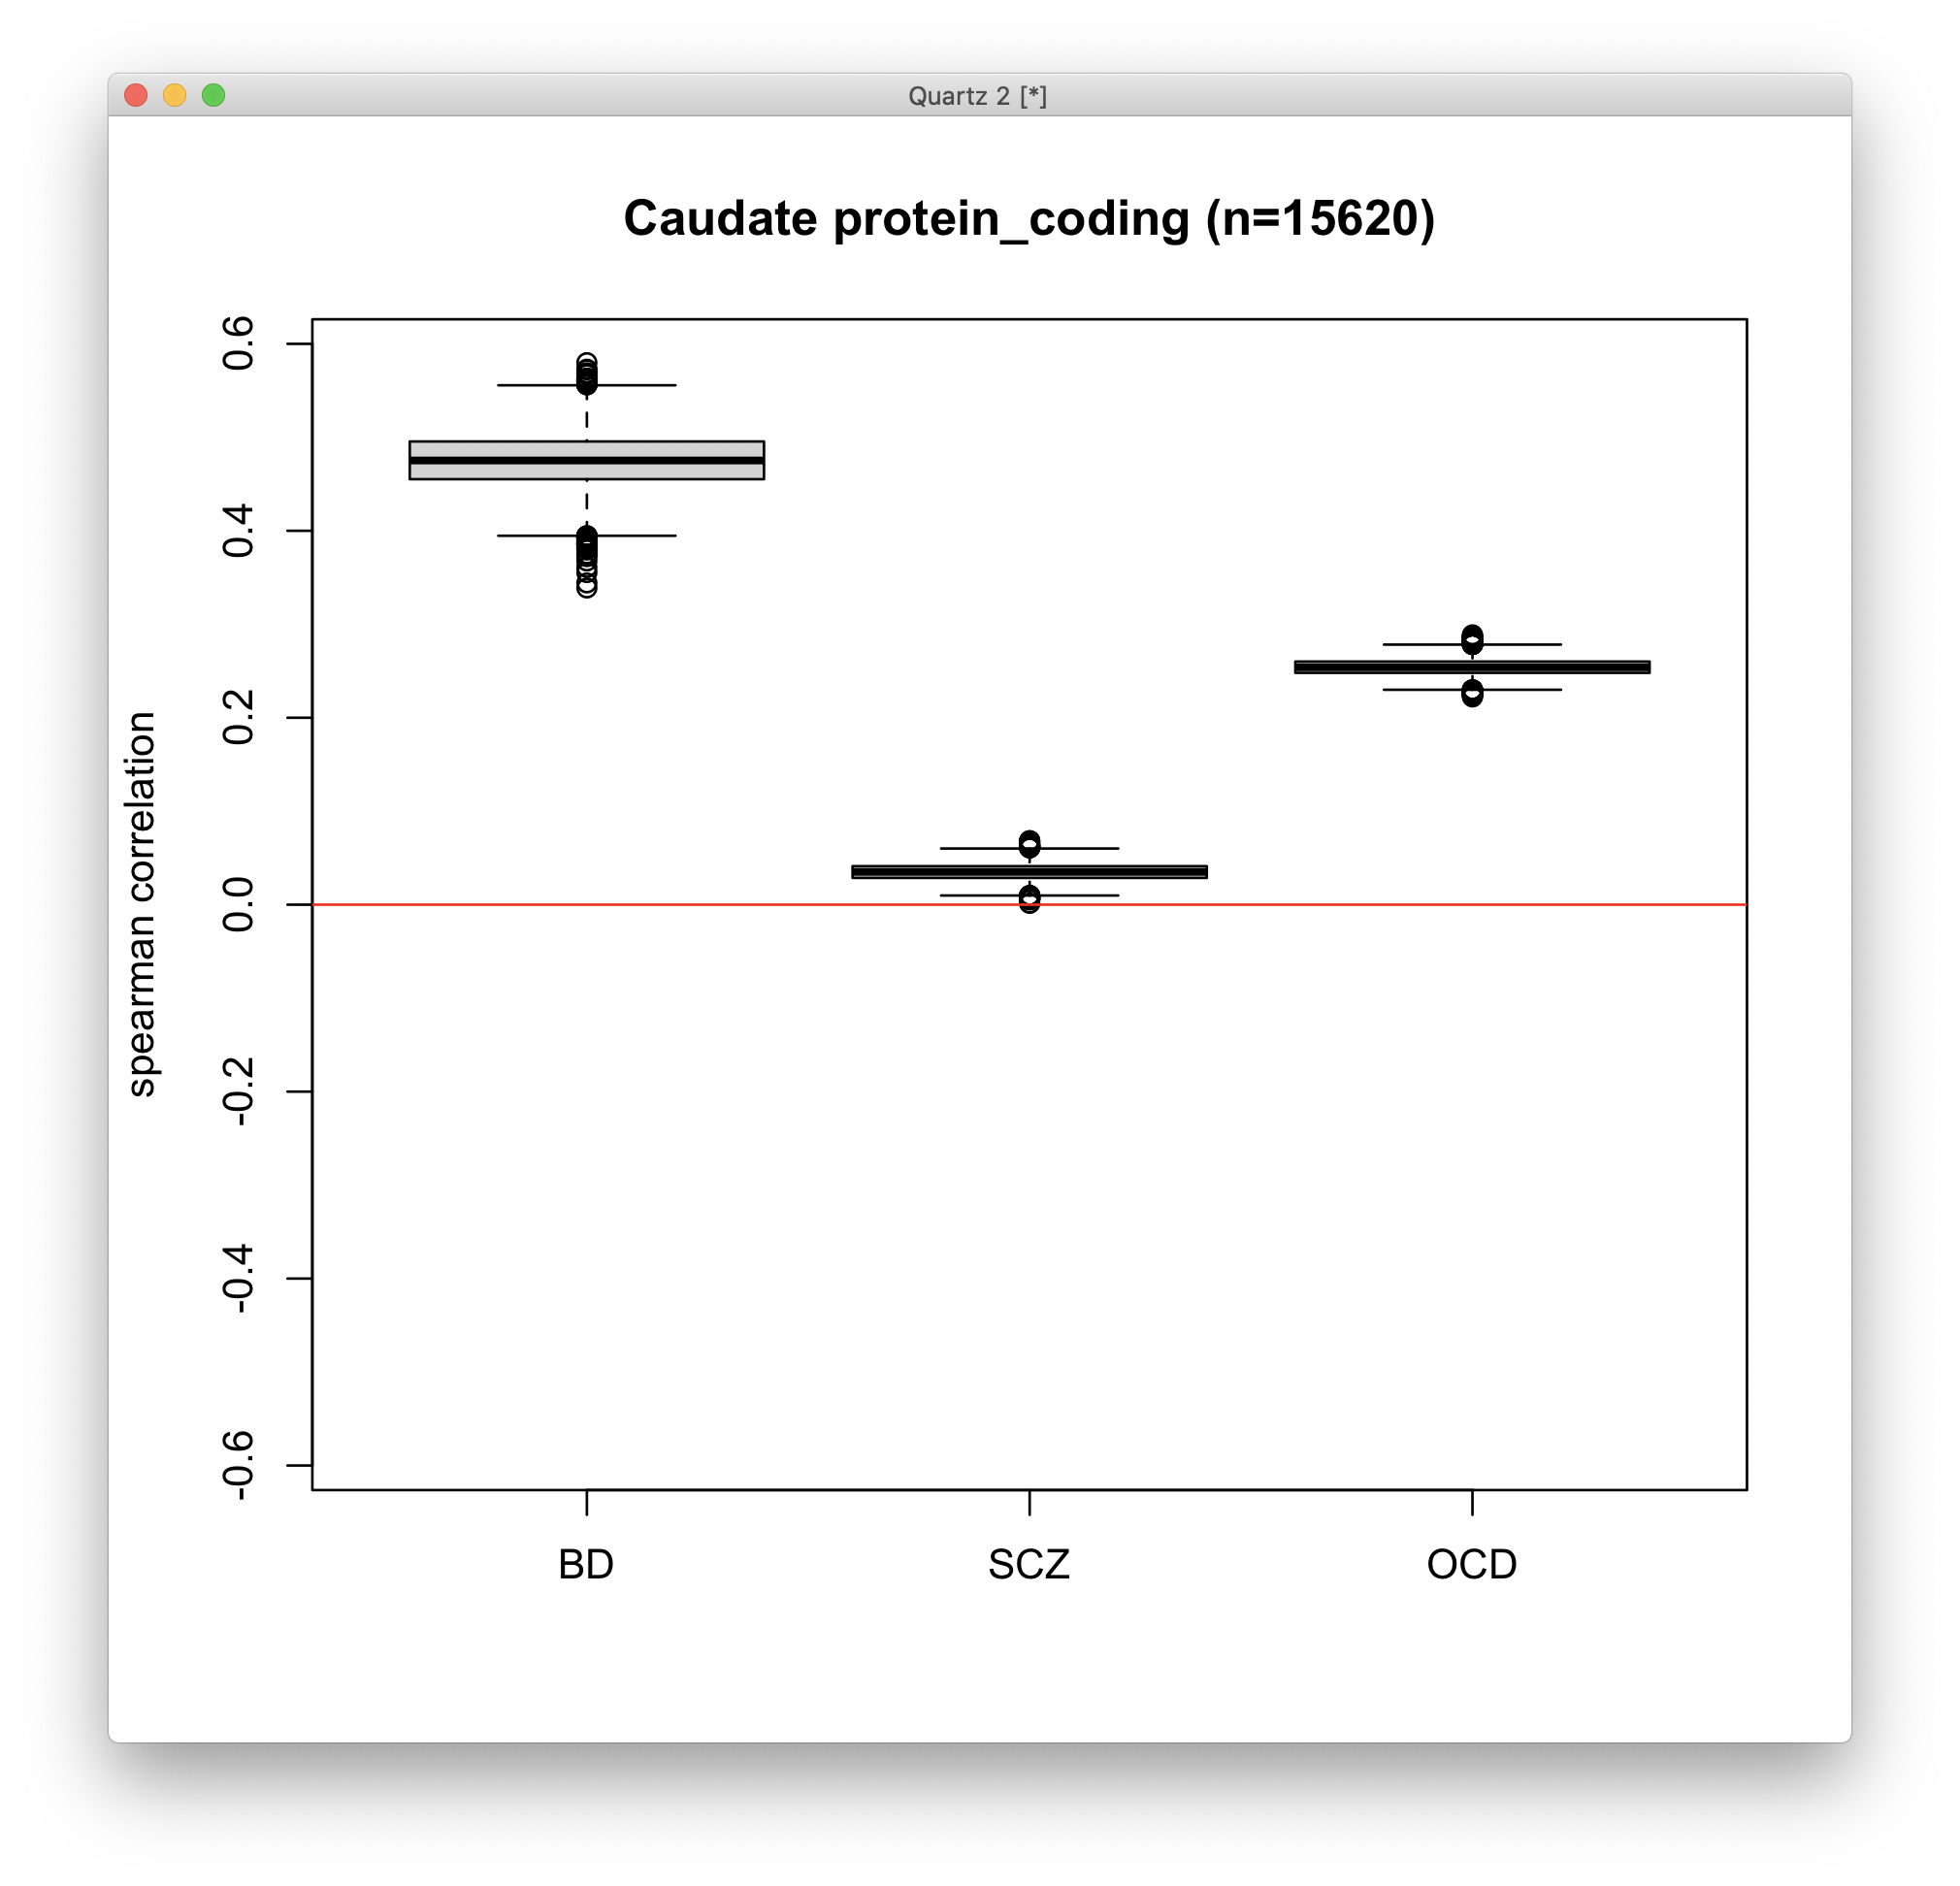 Quartz 2 [*]
Caudate protein_coding (n=15620)
spearman correlation
0.6
0.4
0.2
0.0
-0.2
-0.4
-0.6
BD SCZ OCD